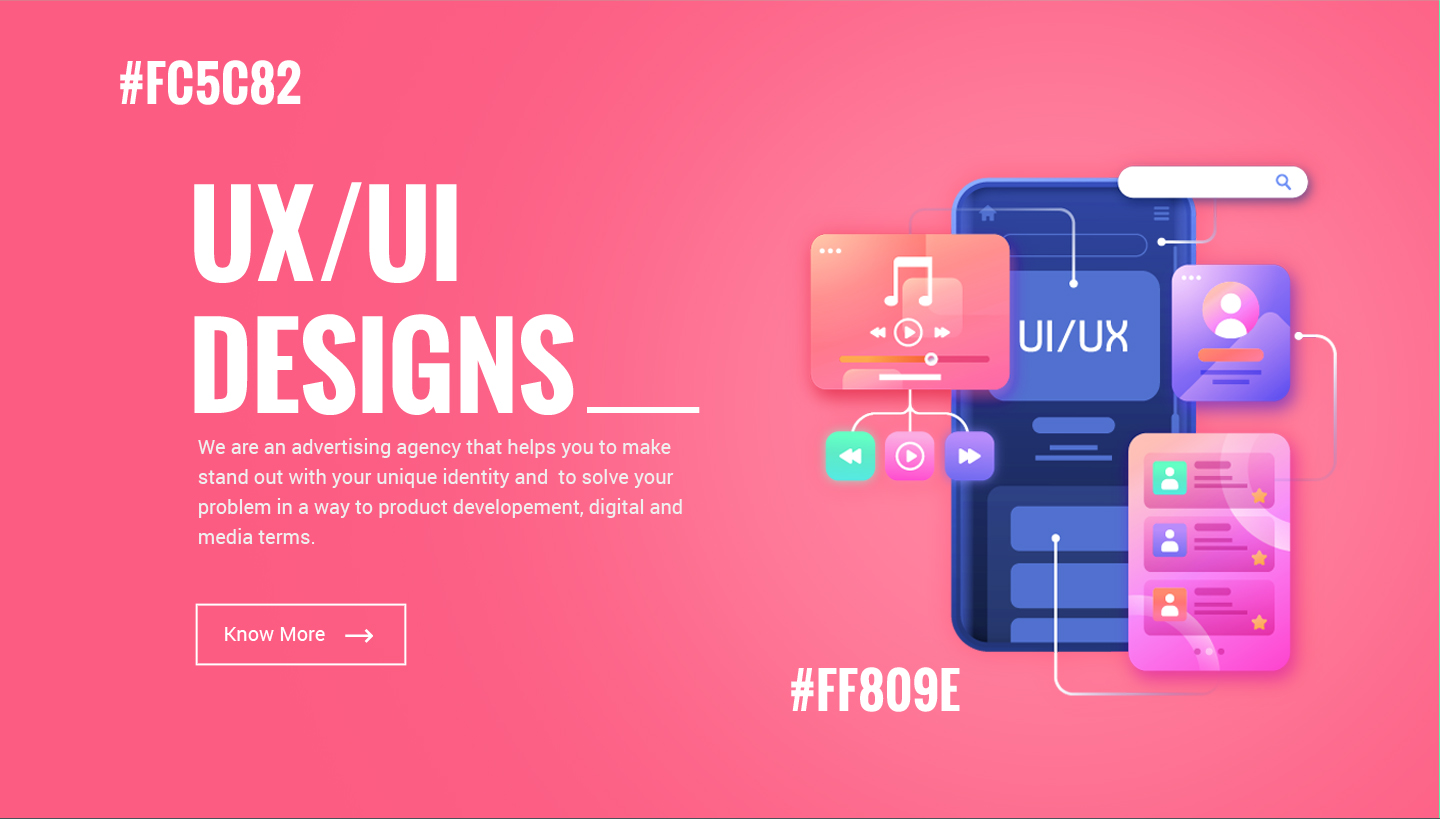 #FC5C82
UX/UI
DESIGNS
We are an advertising agency that helps you to make
stand out with your unique identity and  to solve your
problem in a way to product developement, digital and
media terms.
Know More
UI/UX
#FF809E